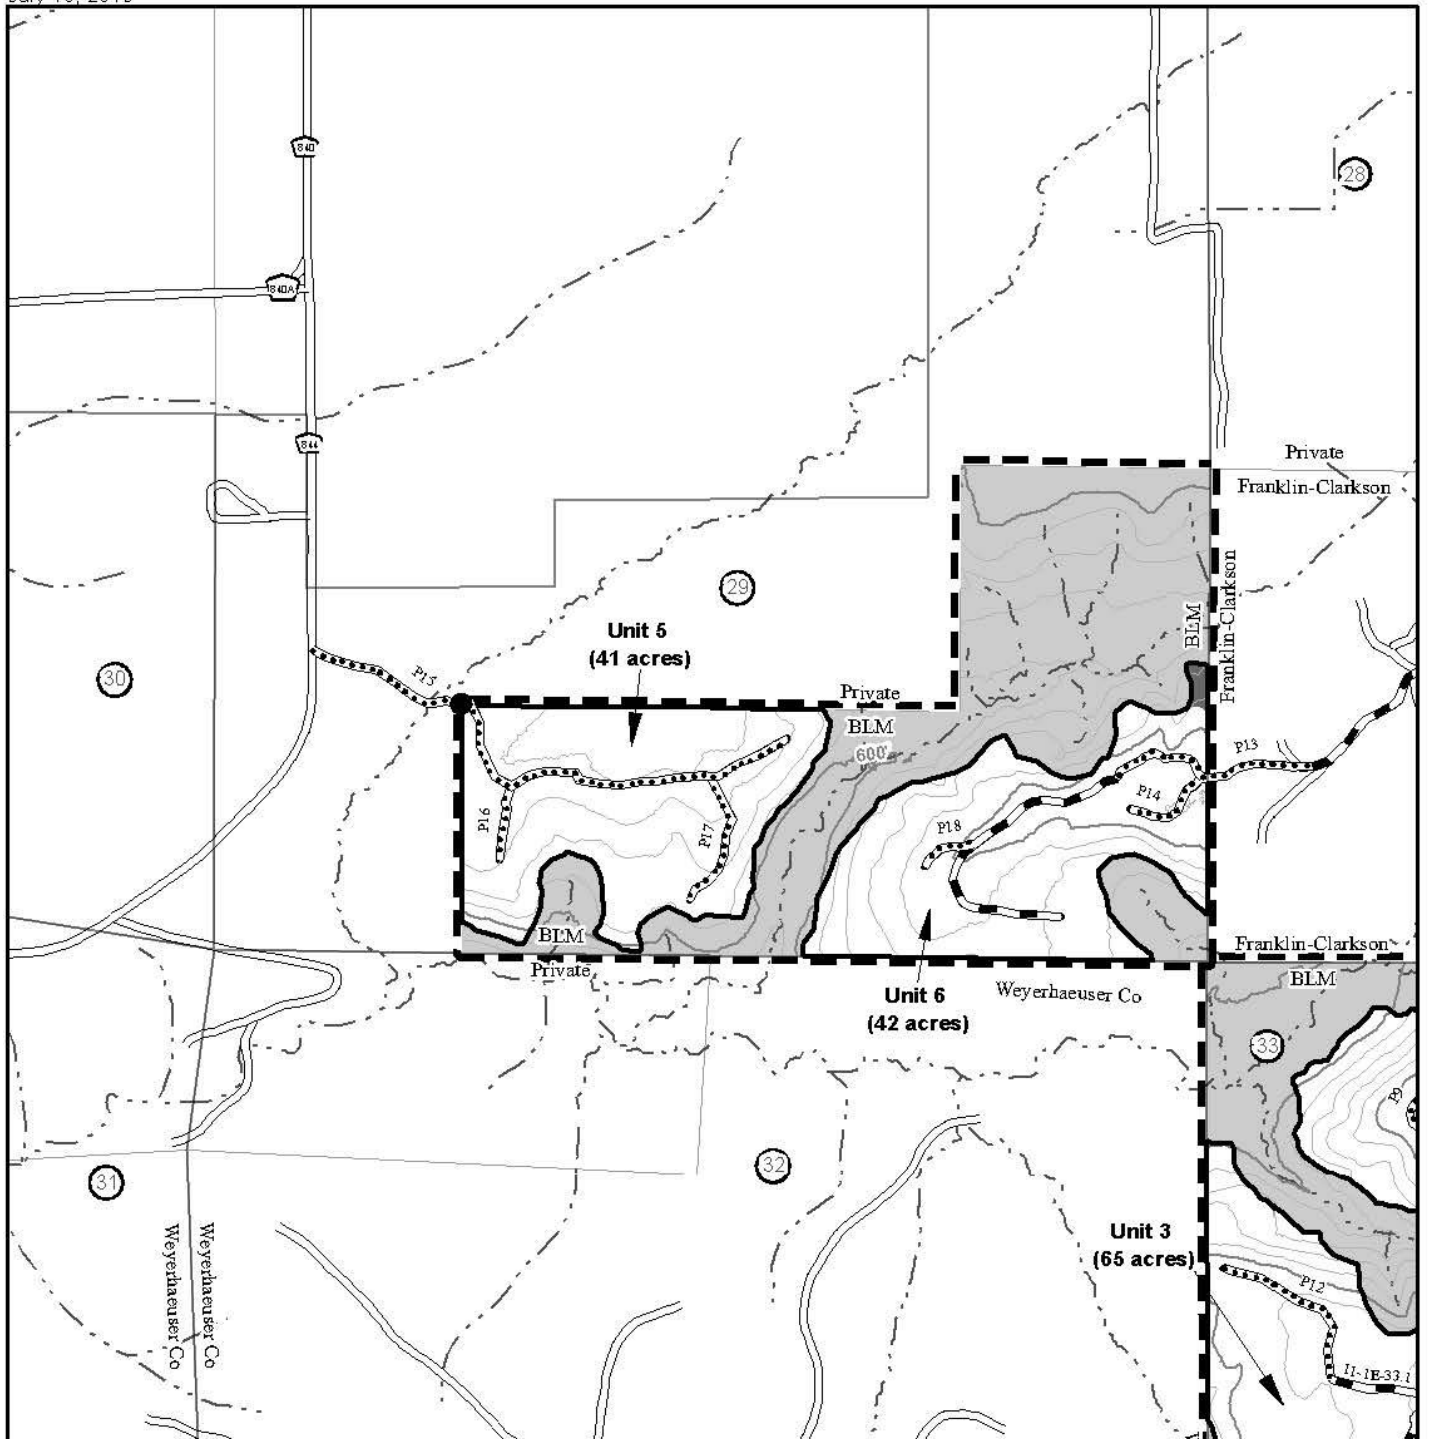 840
28
840A
844
Private
Franklin-Clarkson
29
Unit 5
(41 acres)
BLM
Franklin-Clarkson
30
P15
Private
BLM
600'
P13
P14
P16
P17
P18
BLM
Private
Franklin-Clarkson
BLM
Unit 6
(42 acres)
Weyerhaeuser Co
33
P9
32
31
Weyerhaeuser Co
Weyerhaeuser Co
Unit 3
(65 acres)
P12
11-1E-33.1